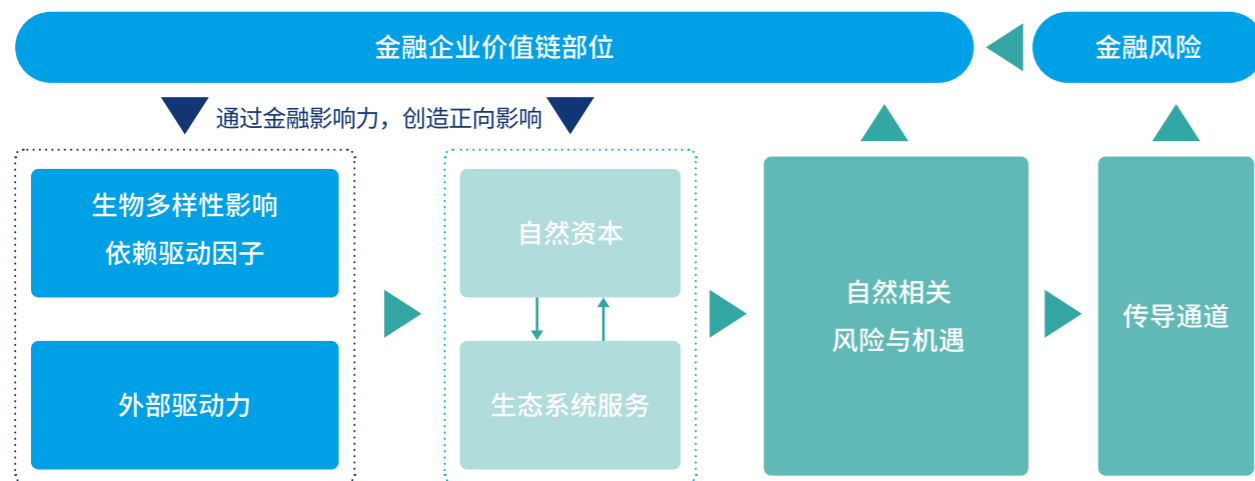 金融企业价值链部位
金融风险
通过金融影响力，创造正向影响
生物多样性影响
依赖驱动因子
自然资本
自然相关
风险与机遇
传导通道
外部驱动力
生态系统服务